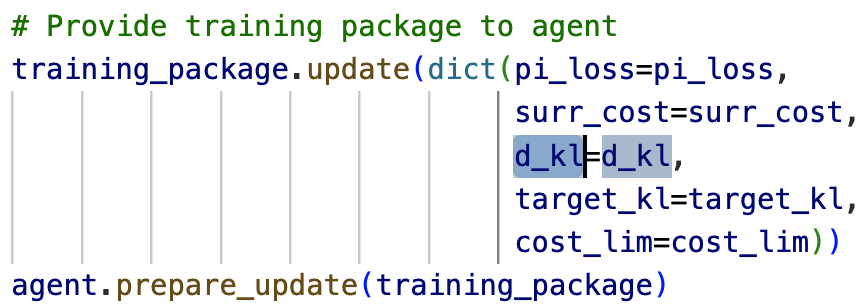 # Provide training package to agent
training_package.update(dict(pi_loss=pi_loss,
surr_cost=surr_cost,
d_kl=d_kl,
target_kl=target_kl,
cost_lim=cost_lim))
agent.prepare_update(training_package)